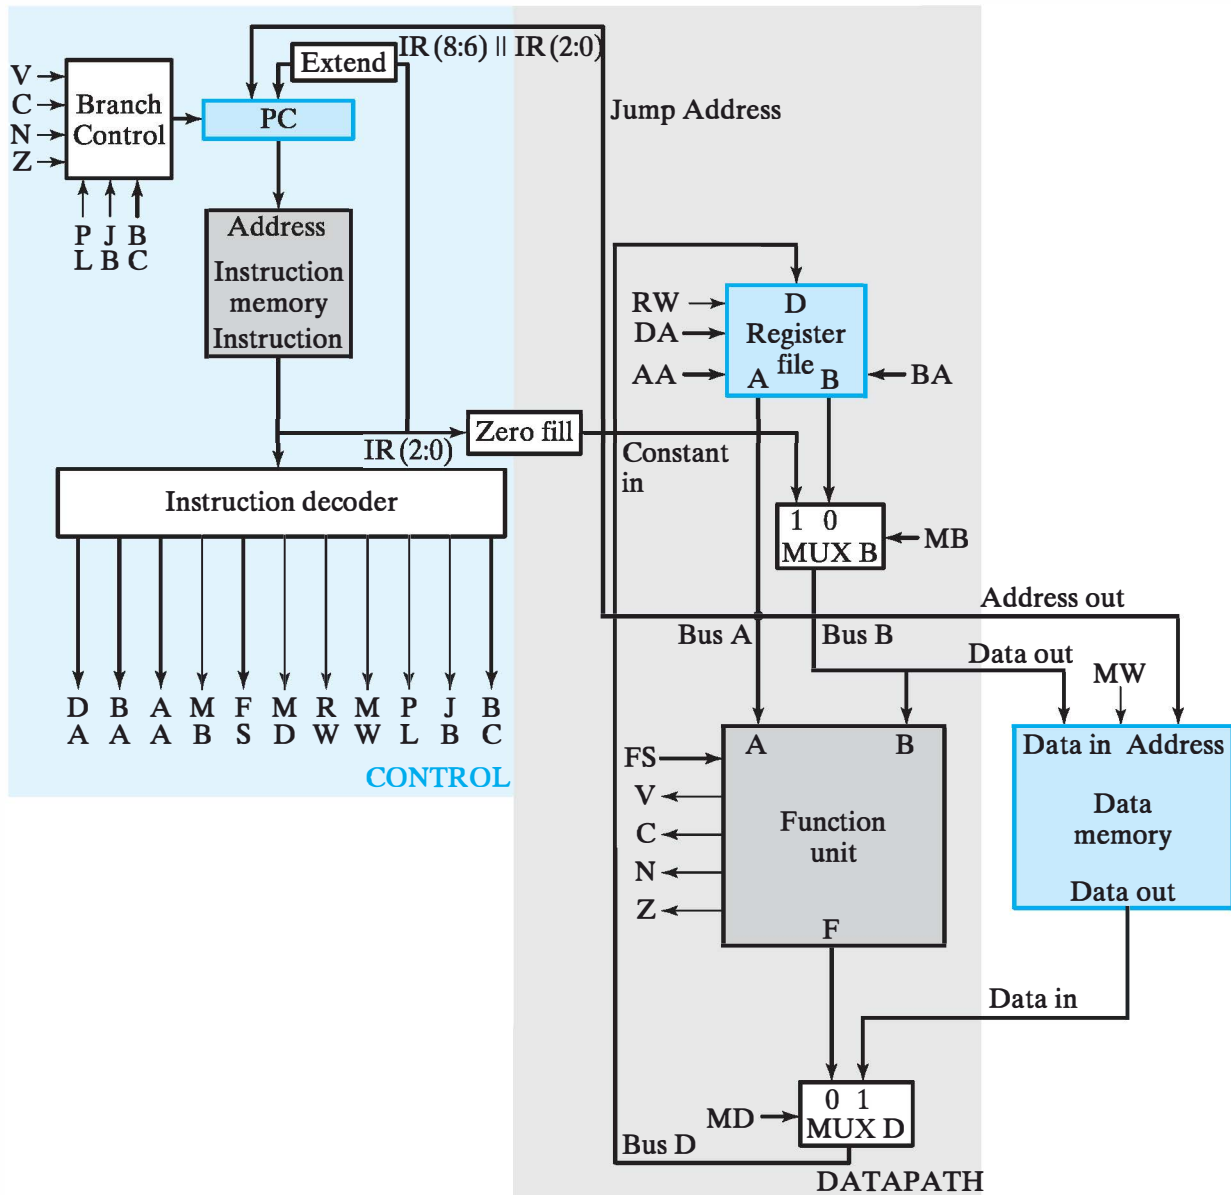 IR (8:6) || IR (2:0)
Extend
V
C
N
Z
Branch
Control
PC
Jump Address
P
L
J
B
B
C
Address
Instruction
memory
Instruction
RW
DA
AA
D
Register
file
A
B
BA
IR (2:0)
Zero fill
Constant
in
Instruction decoder
1 0
MUX B
MB
D
A
B
A
A
A
M
B
F
S
M
D
R
W
M
W
P
L
J
B
B
C
CONTROL
Address out
Bus A
Bus B
Data out
MW
FS
V
C
N
Z
A
B
Function
unit
F
Data in Address
Data
memory
Data out
Data in
MD
0 1
MUX D
Bus D
DATAPATH